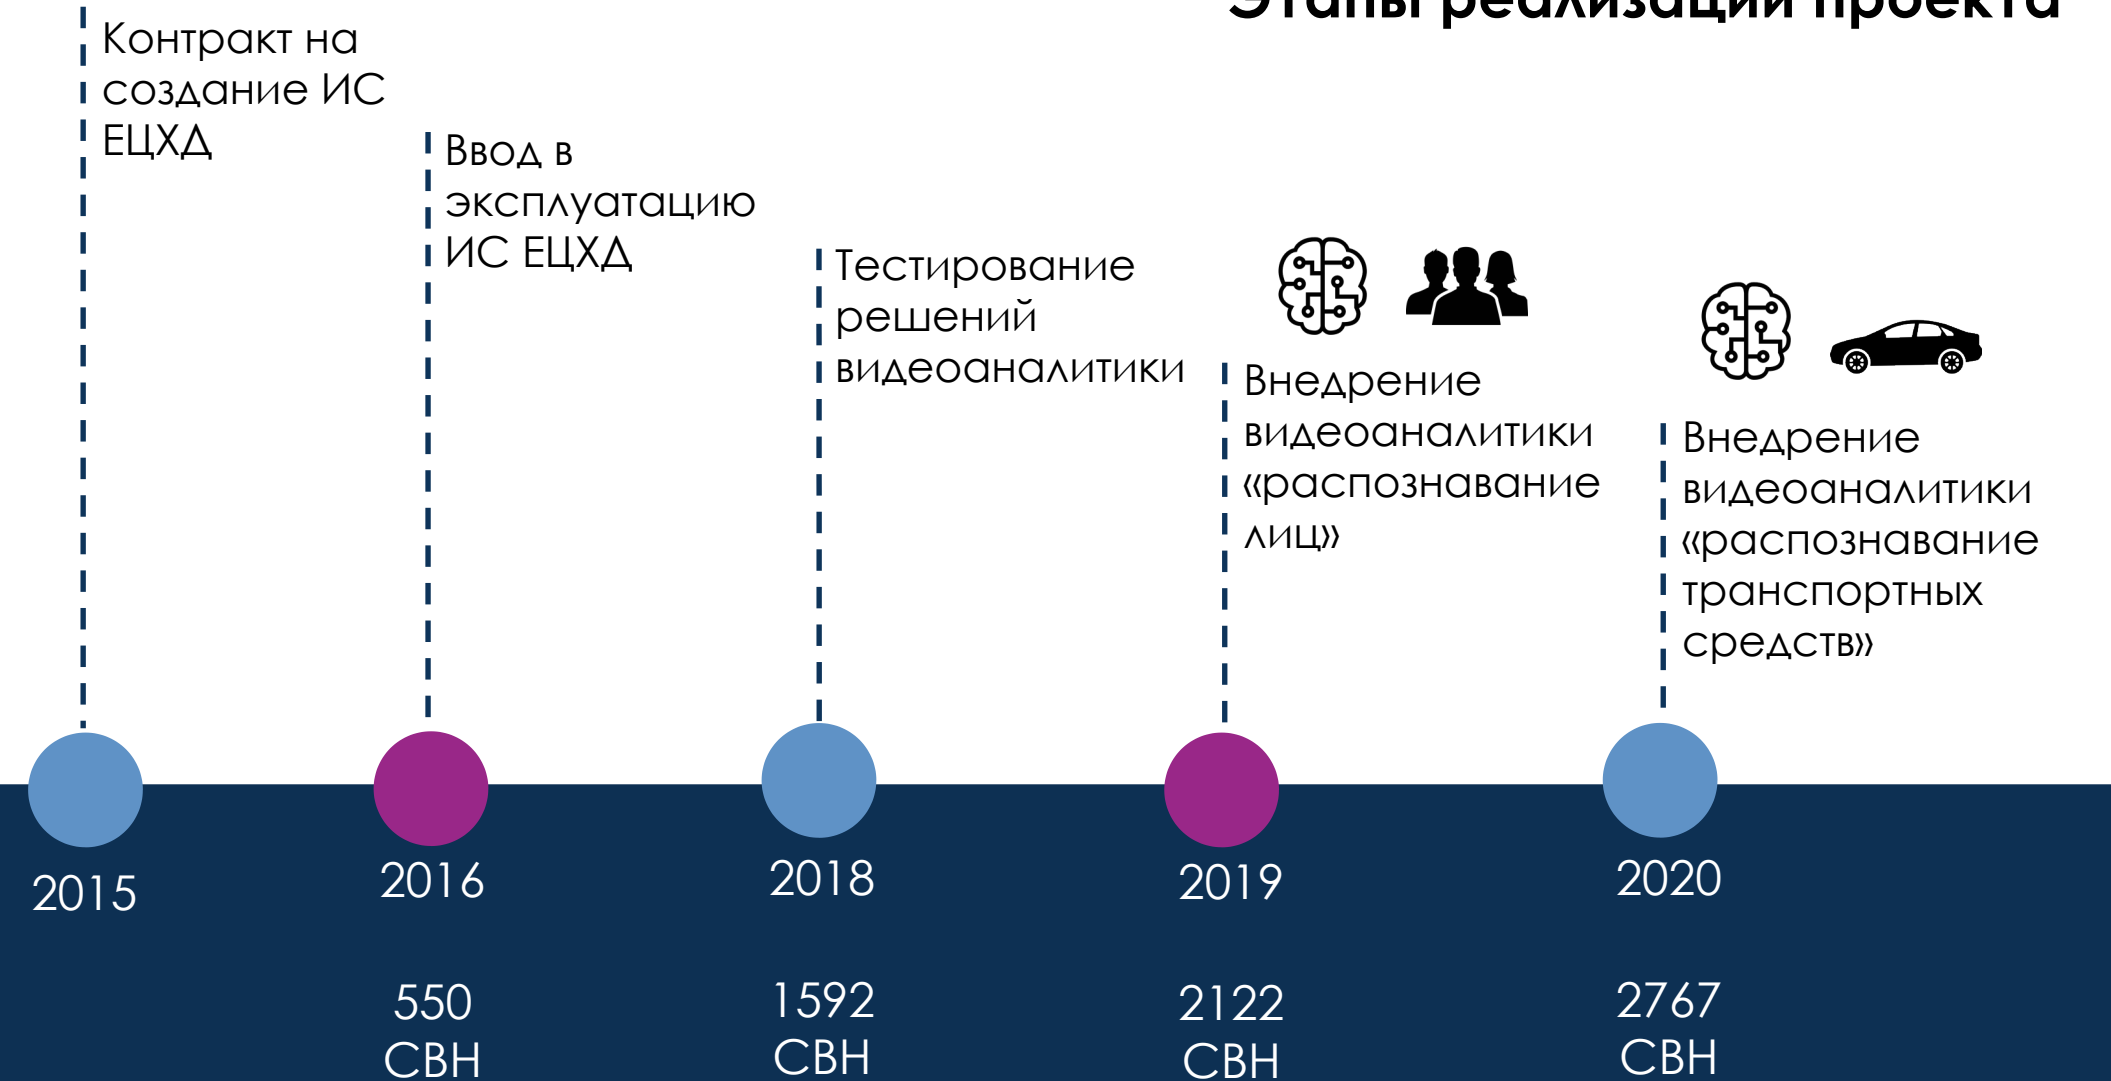 Этапы реализации проекта
Контракт на
создание ИС
ЕЦХД
Ввод в
эксплуатацию
ИС ЕЦХД
Тестирование
решений
видеоаналитики
Внедрение
видеоаналитики
«распознавание
лиц»
Внедрение
видеоаналитики
«распознавание
транспортных
средств»
2015
2016
2018
2019
2020
550
СВН
1592
СВН
2122
СВН
2767
СВН